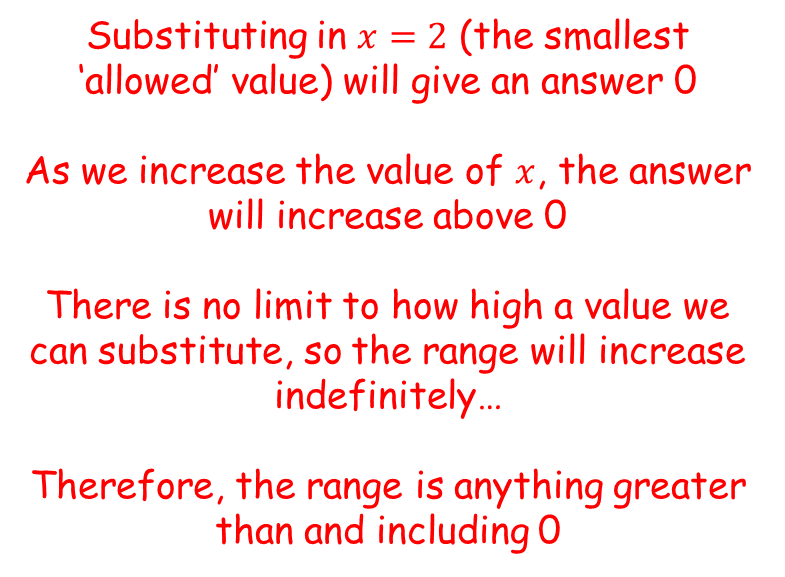 Substituting in 𝑥 = 2 (the smallest
‘allowed’ value) will give an answer 0
As we increase the value of 𝑥, the answer
will increase above 0
There is no limit to how high a value we
can substitute, so the range will increase
indefinitely…
Therefore, the range is anything greater
than and including 0